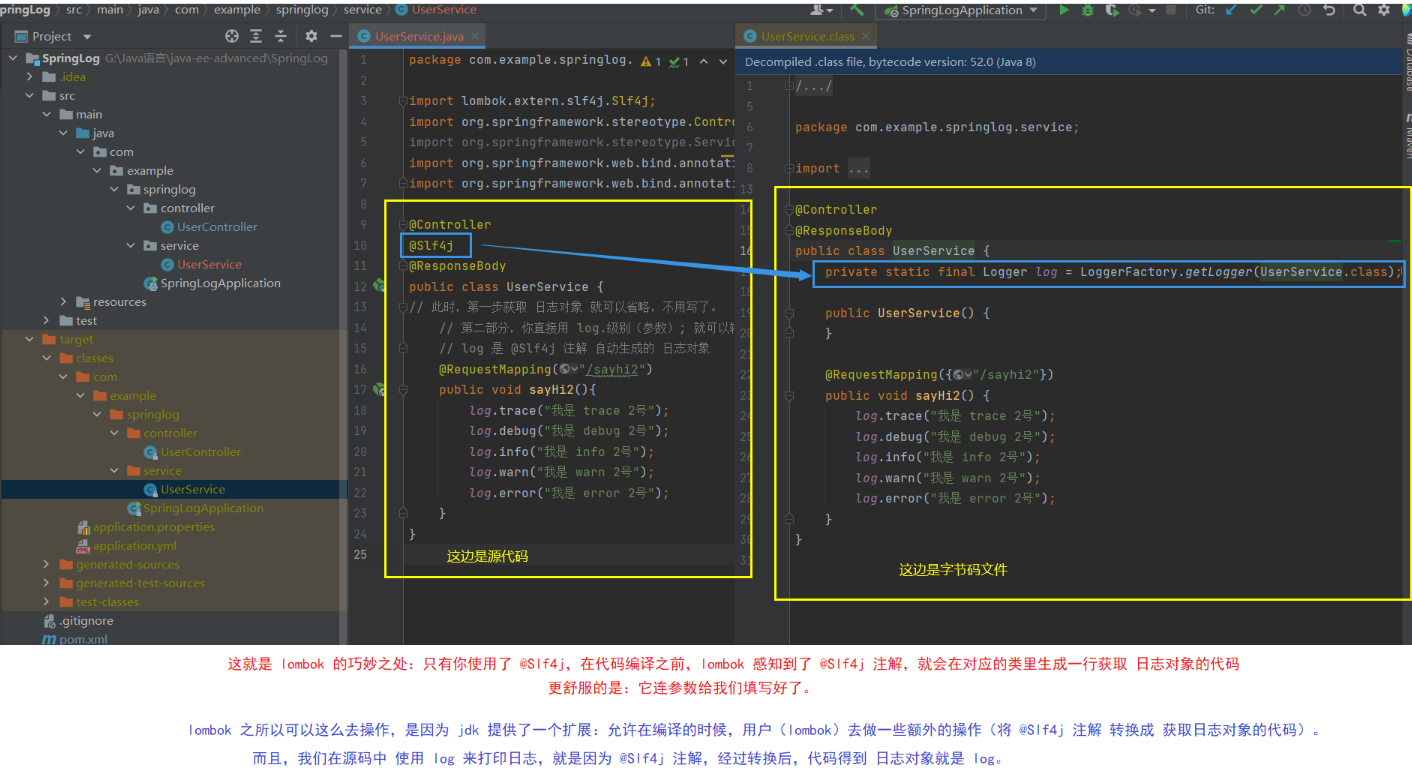 pringLog › src › main › java › com › example › springlog › service › UserService
SpringLogApplication
Git:
Project
UserService.java
UserService.class
SpringLog G:\Java语言\java-ee-advanced\SpringLog
.idea
src
main
java
com
example
springlog
controller
UserController
service
UserService
SpringLogApplication
resources
test
target
classes
com
example
springlog
controller
UserController
service
UserService
SpringLogApplication
application.properties
application.yml
generated-sources
generated-test-sources
test-classes
.gitignore
pom.xml
1 package com.example.springlog. 1 1
2
3 import lombok.extern.slf4j.Slf4j;
4 import org.springframework.stereotype.Contro
5 import org.springframework.stereotype.Servic
6 import org.springframework.web.bind.annotati
7 import org.springframework.web.bind.annotati
8
9 @Controller
10 @Slf4j
11 @ResponseBody
12 public class UserService {
13 // 此时，第一步获取 日志对象 就可以省略，不用写了。
14 // 第二部分，你直接用 log.级别（参数）; 就可以
15 // log 是 @Slf4j 注解 自动生成的 日志对象
16 @RequestMapping("/sayhi2")
17 public void sayHi2(){
18 log.trace("我是 trace 2号");
19 log.debug("我是 debug 2号");
20 log.info("我是 info 2号");
21 log.warn("我是 warn 2号");
22 log.error("我是 error 2号");
23 }
24 }
25
这边是源代码
Decompiled .class file, bytecode version: 52.0 (Java 8)
1 /.../
5
6 package com.example.springlog.service;
7
8 import ...
13
@Controller
@ResponseBody
16 public class UserService {
private static final Logger log = LoggerFactory.getLogger(UserService.class);
public UserService() {
}
@RequestMapping({"/sayhi2"})
public void sayHi2() {
log.trace("我是 trace 2号");
log.debug("我是 debug 2号");
log.info("我是 info 2号");
log.warn("我是 warn 2号");
log.error("我是 error 2号");
}
}
这边是字节码文件
Database
Maven
这就是 lombok 的巧妙之处：只有你使用了 @Slf4j，在代码编译之前，lombok 感知到了 @Slf4j 注解，就会在对应的类里生成一行获取 日志对象的代码
更舒服的是：它连参数给我们填写好了。
lombok 之所以可以这么去操作，是因为 jdk 提供了一个扩展：允许在编译的时候，用户（lombok）去做一些额外的操作（将 @Slf4j 注解 转换成 获取日志对象的代码）。
而且，我们在源码中 使用 log 来打印日志，就是因为 @Slf4j 注解，经过转换后，代码得到 日志对象就是 log。